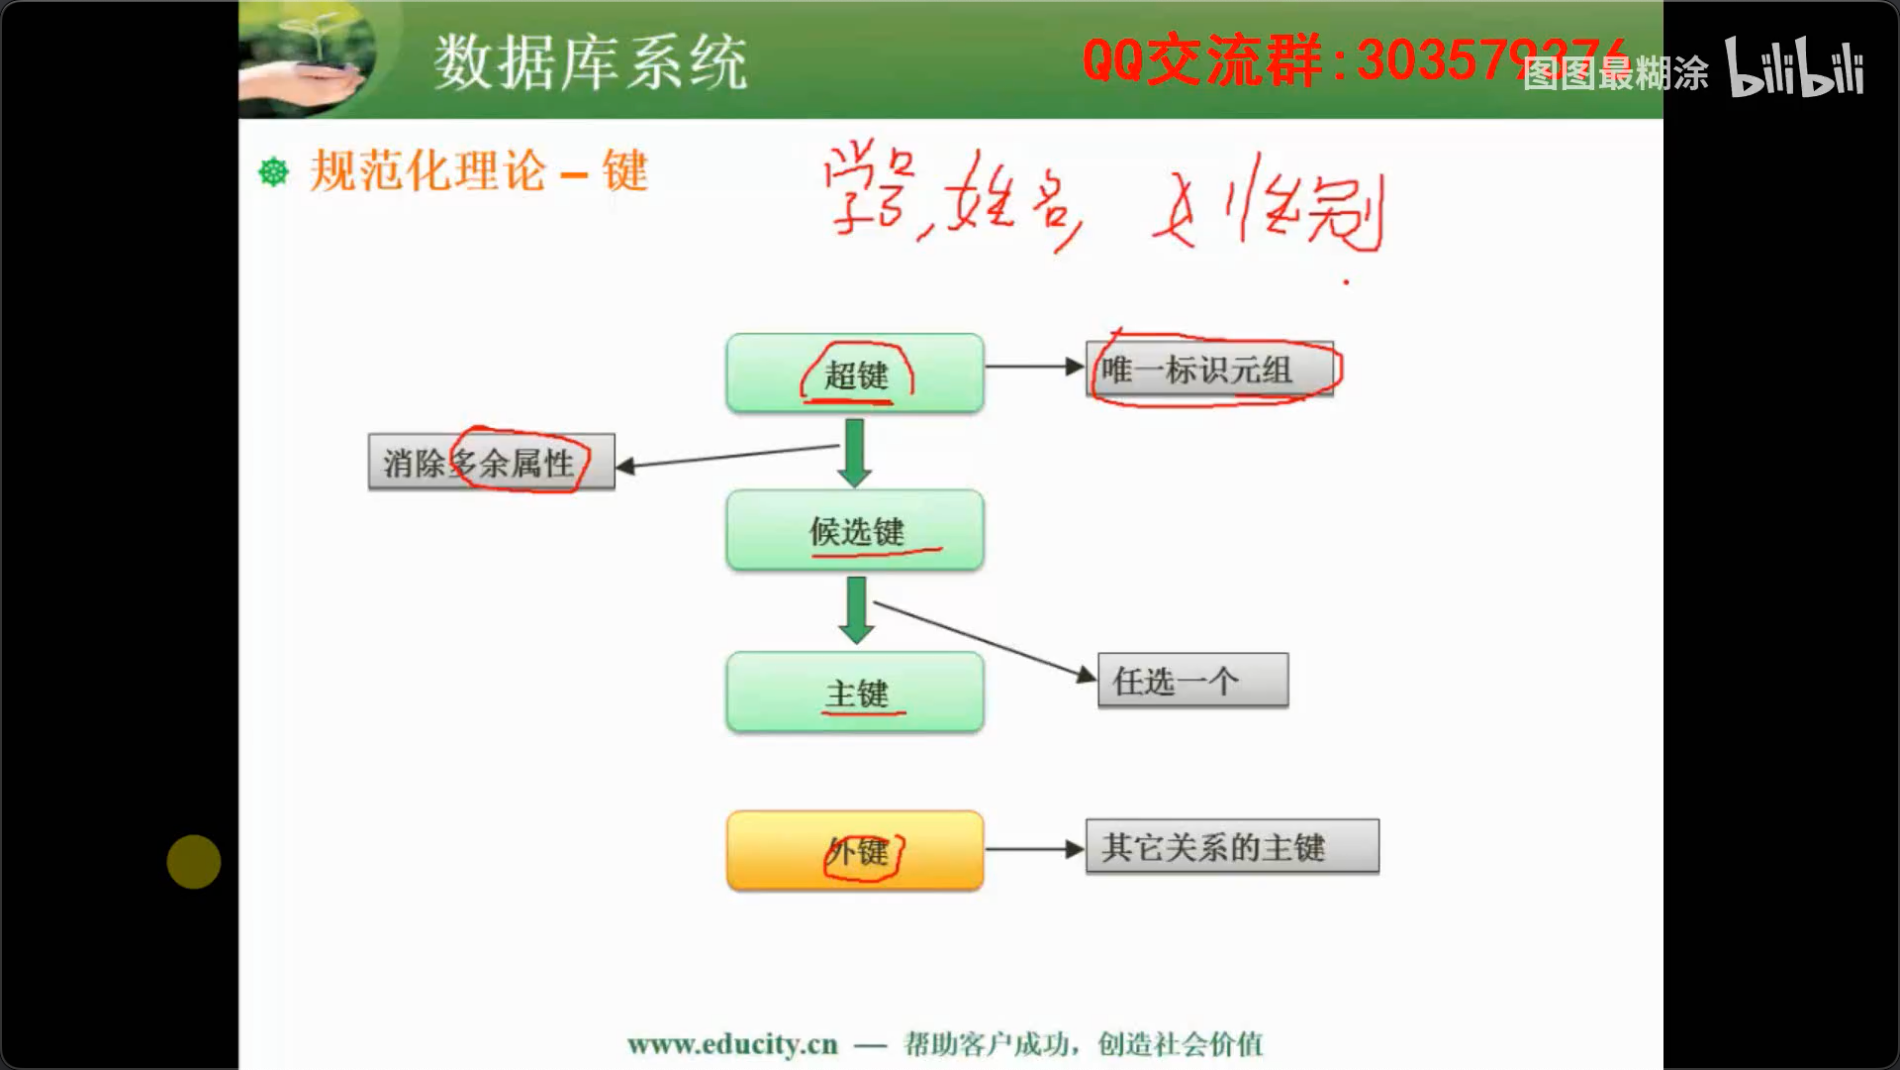 数据库系统
QQ交流群:303579376
图图最糊涂 bilibili
规范化理论 – 键
学号,姓名, 性别
超键
唯一标识元组
消除多余属性
候选键
主键
任选一个
外键
其它关系的主键
www.educity.cn — 帮助客户成功，创造社会价值